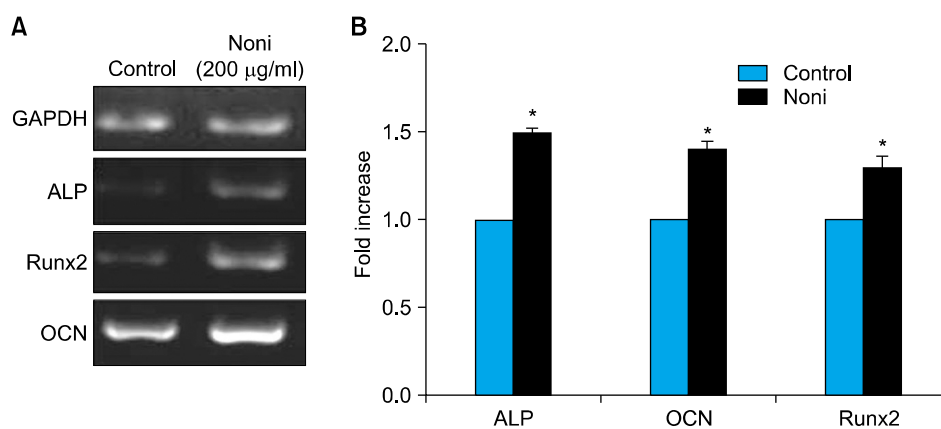 A
Control
Noni
(200 μg/ml)
GAPDH
ALP
Runx2
OCN
B
Fold increase
2.0
1.5
1.0
0.5
0.0
Control
Noni
*
*
*
ALP
OCN
Runx2